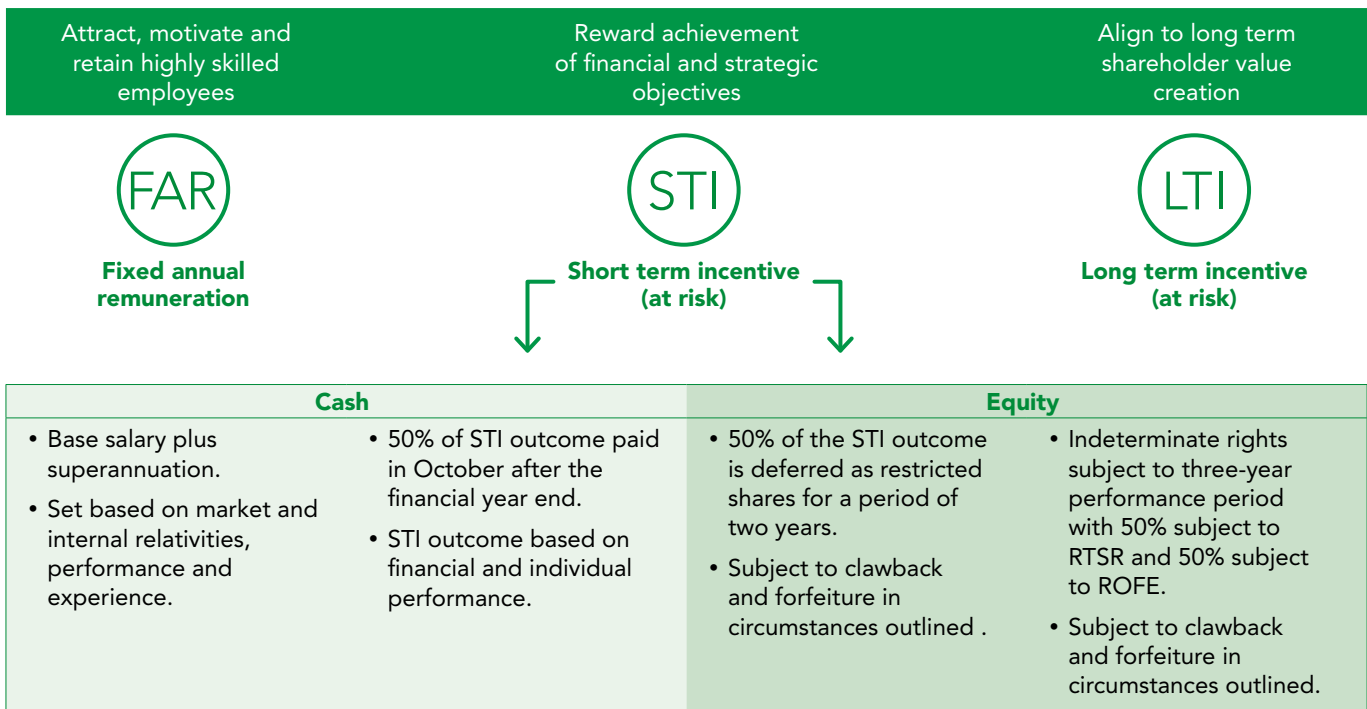 Attract, motivate and
retain highly skilled
employees
Reward achievement
of financial and strategic
objectives
Align to long term
shareholder value
creation
FAR
STI
LTI
Fixed annual
remuneration
Short term incentive
(at risk)
Long term incentive
(at risk)
Cash
• Base salary plus
superannuation.
• Set based on market and
internal relativities,
performance and
experience.
• 50% of STI outcome paid
in October after the
financial year end.
• STI outcome based on
financial and individual
performance.
Equity
• 50% of the STI outcome
is deferred as restricted
shares for a period of
two years.
• Subject to clawback
and forfeiture in
circumstances outlined .
• Indeterminate rights
subject to three-year
performance period
with 50% subject to
RTSR and 50% subject
to ROFE.
• Subject to clawback
and forfeiture in
circumstances outlined.